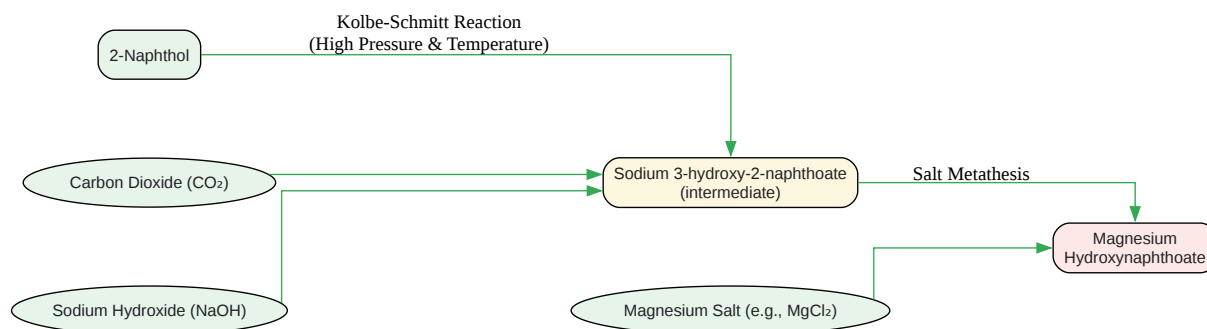 Kolbe-Schmitt Reaction
(High Pressure & Temperature)
2-Naphthol
Carbon Dioxide (CO₂)
Sodium 3-hydroxy-2-naphthoate
(intermediate)
Salt Metathesis
Magnesium
Hydroxynaphthoate
Sodium Hydroxide (NaOH)
Magnesium Salt (e.g., MgCl₂)